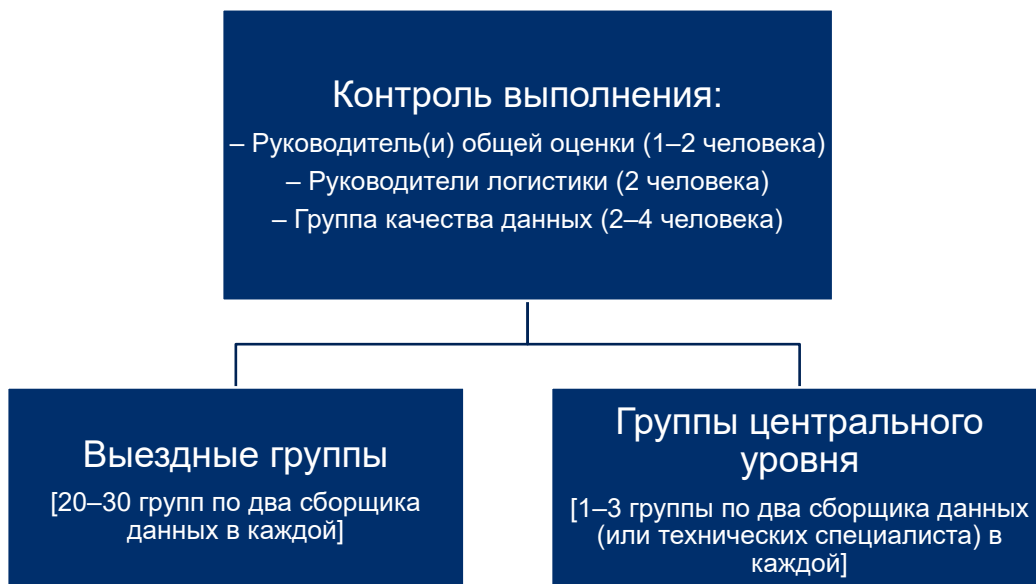 Контроль выполнения:
– Руководитель(и) общей оценки (1–2 человека)
– Руководители логистики (2 человека)
– Группа качества данных (2–4 человека)
Выездные группы
[20–30 групп по два сборщика
данных в каждой]
Группы центрального
уровня
[1–3 группы по два сборщика данных
(или технических специалиста) в
каждой]